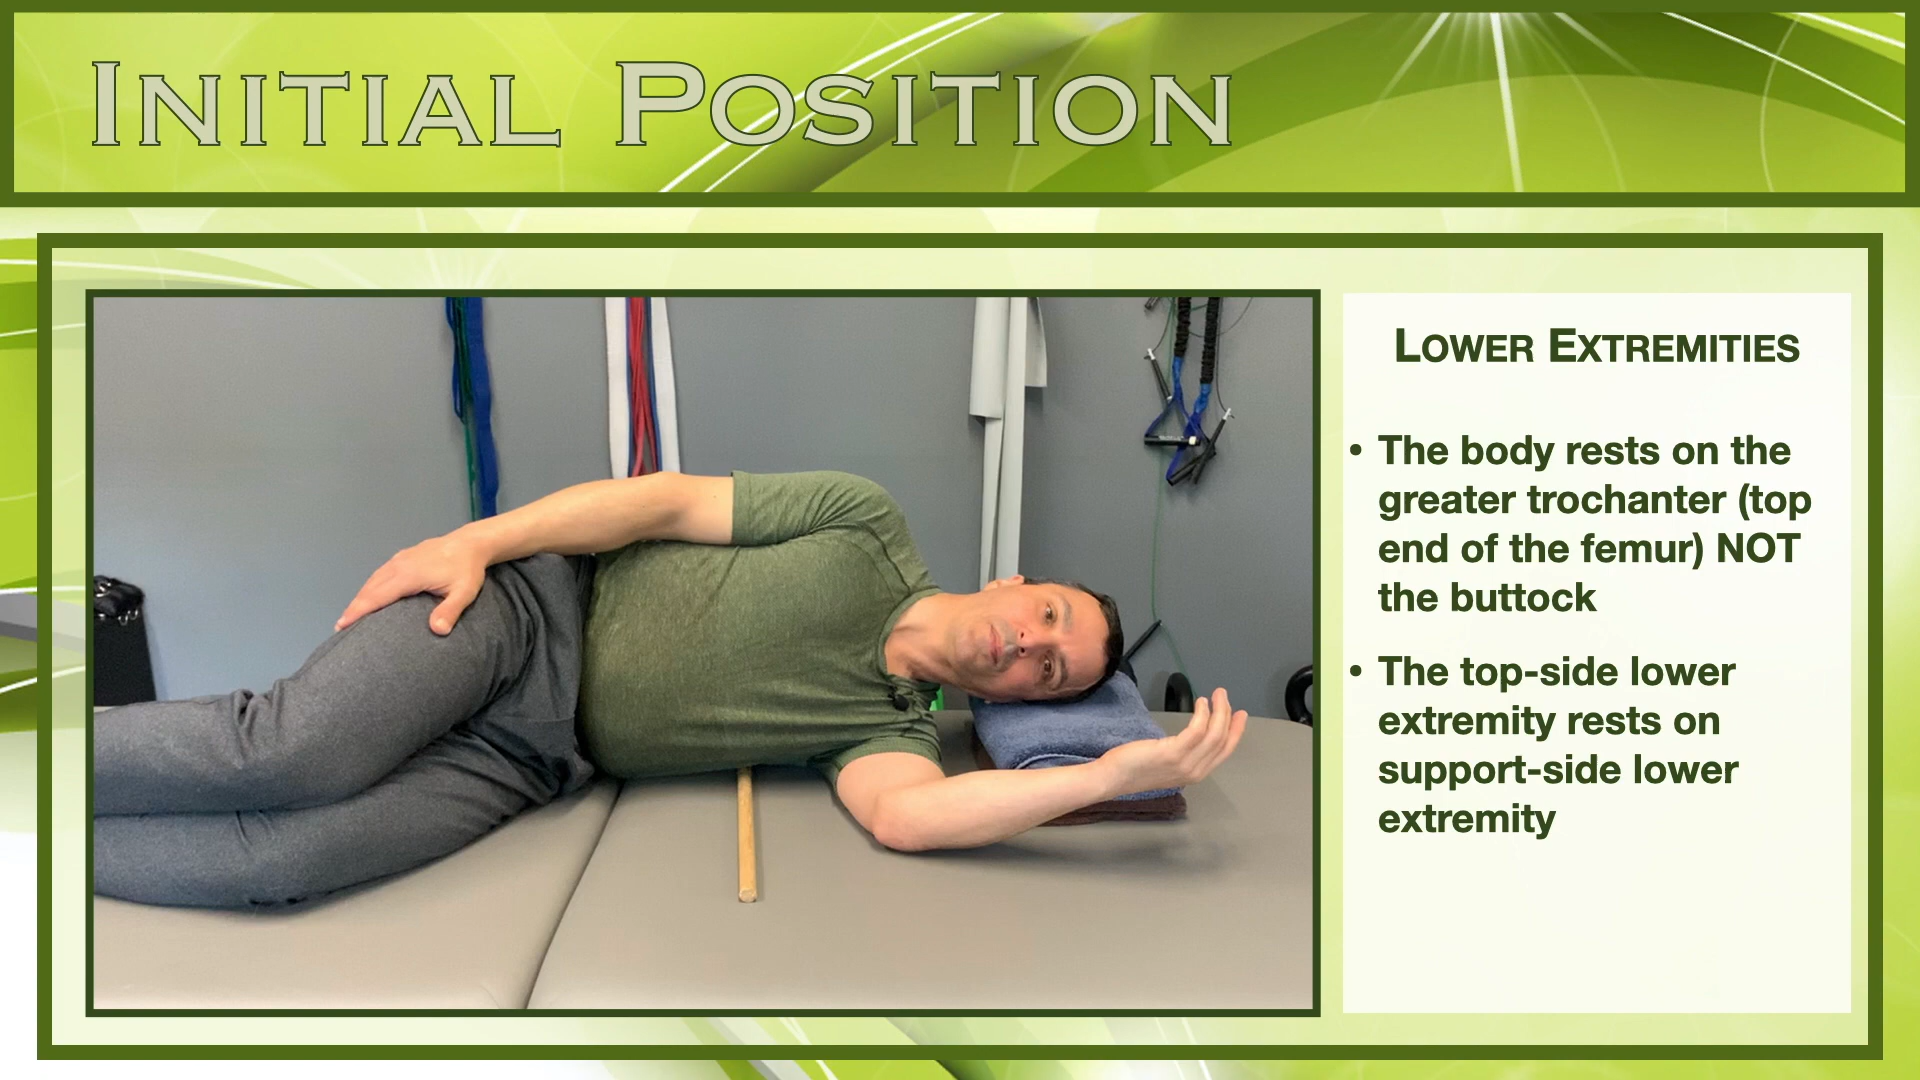 Initial Position
Lower Extremities
• The body rests on the
greater trochanter (top
end of the femur) NOT
the buttock
• The top-side lower
extremity rests on
support-side lower
extremity